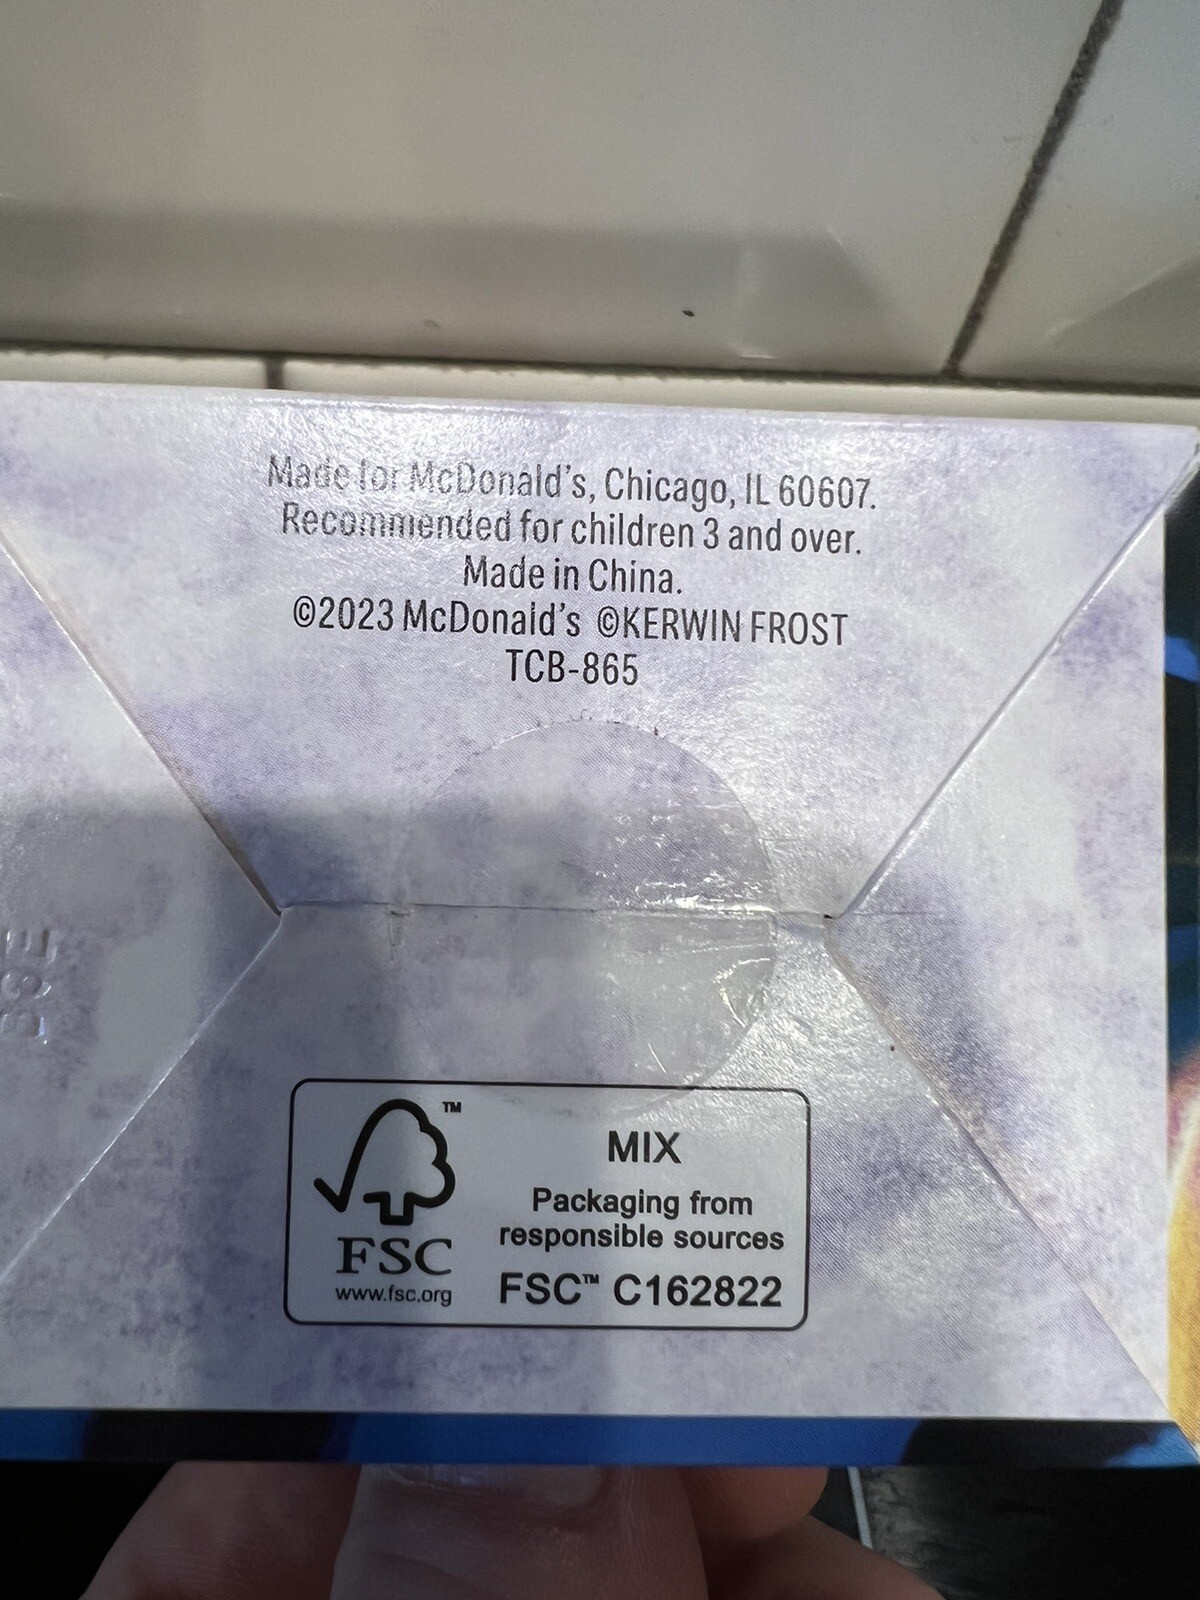 Made for McDonald's, Chicago, IL 60607.
Recommended for children 3 and over.
Made in China.
©2023 McDonald's ©KERWIN FROST
TCB-865
TM
FSC
www.fsc.org
MIX
Packaging from
responsible sources
FSC™ C162822